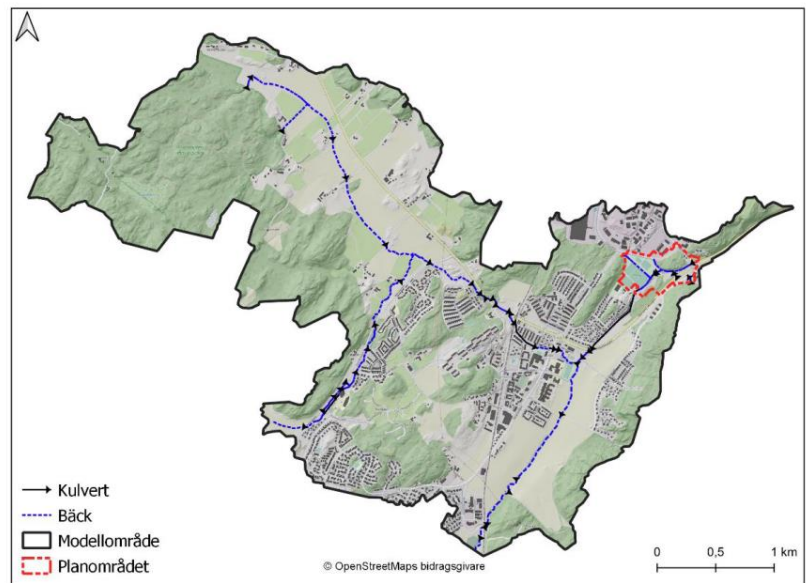 Kulvert
Bäck
Modellområde
Planområdet
© OpenStreetMaps bidragsgivare
0 0,5 1 km